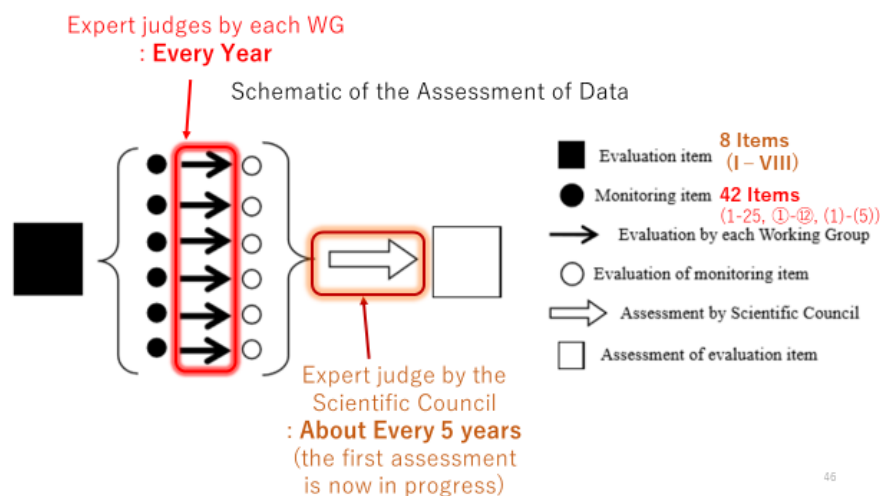 Expert judges by each WG
: Every Year
Schematic of the Assessment of Data
Evaluation item
8 Items
(I – VIII)
Monitoring item
42 Items
(1-25, ①-⑫, (1)-(5))
Evaluation by each Working Group
Evaluation of monitoring item
Assessment by Scientific Council
Assessment of evaluation item
Expert judge by the
Scientific Council
: About Every 5 years
(the first assessment
is now in progress)
46